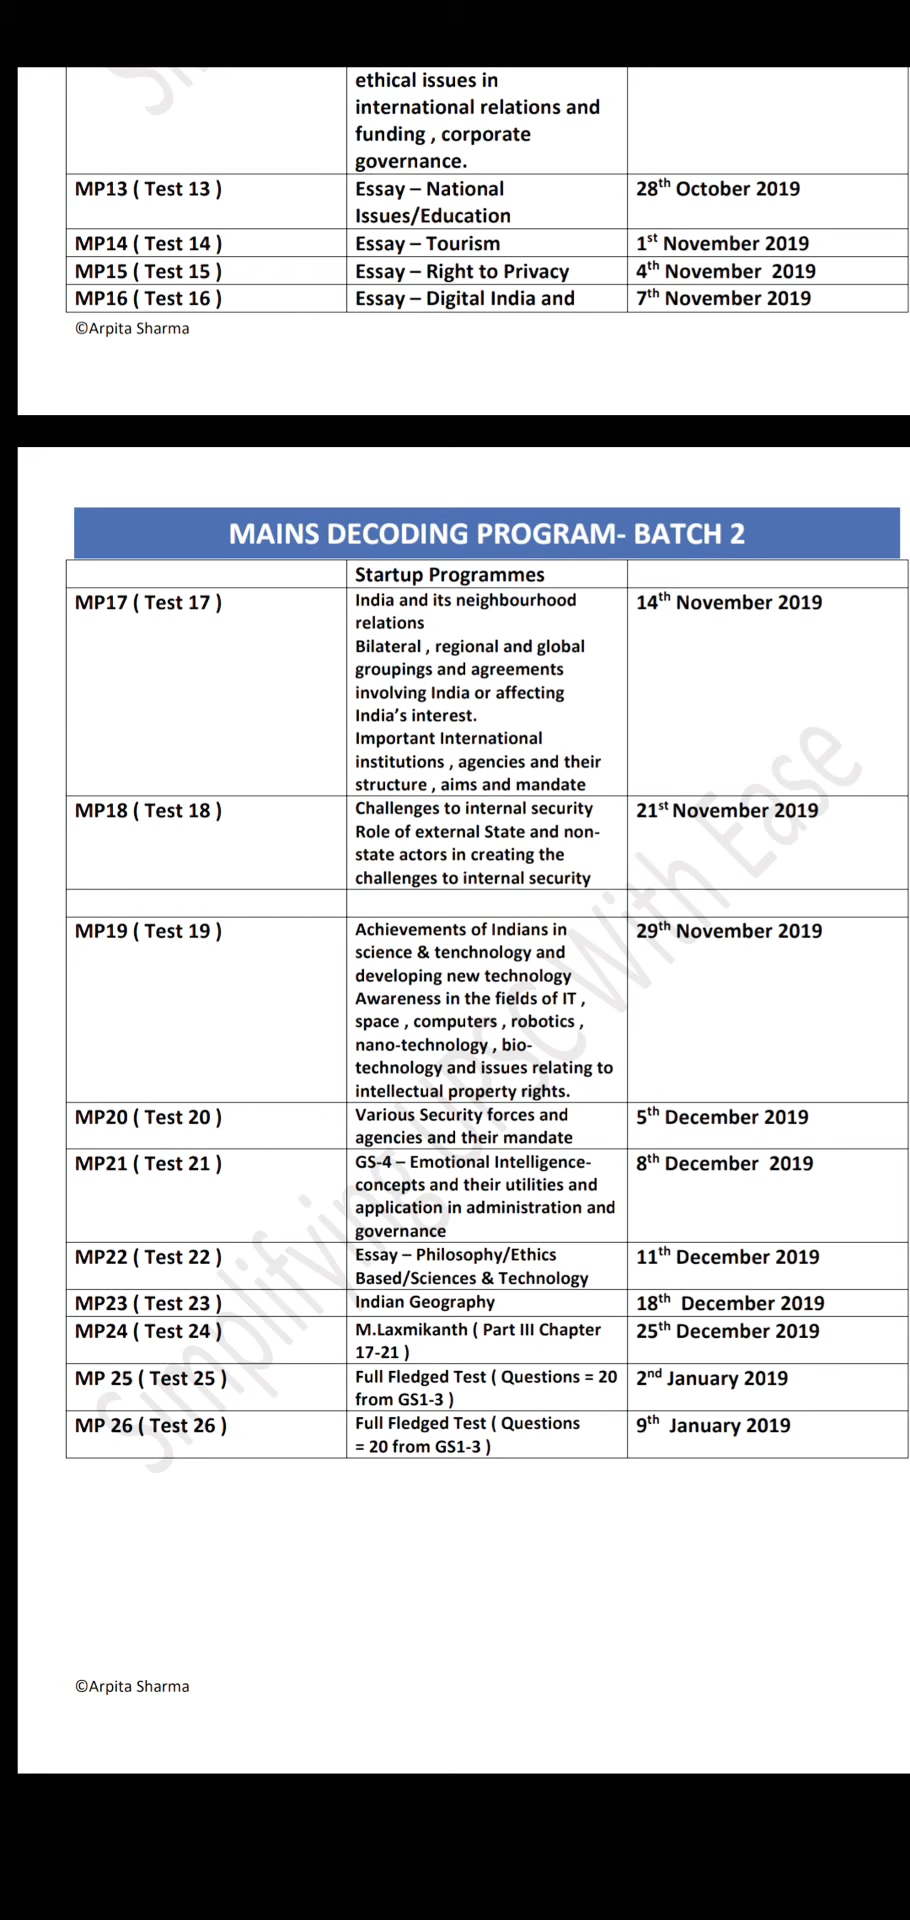 ethical issues in
international relations and
funding , corporate
governance.
MP13 ( Test 13 ) Essay – National 28th October 2019
Issues/Education
MP14 ( Test 14 ) Essay – Tourism 1st November 2019
MP15 ( Test 15 ) Essay – Right to Privacy 4th November  2019
MP16 ( Test 16 ) Essay – Digital India and 7th November 2019
©Arpita Sharma
MAINS DECODING PROGRAM- BATCH 2
Startup Programmes
MP17 ( Test 17 ) India and its neighbourhood 14th November 2019
relations
Bilateral , regional and global
groupings and agreements
involving India or affecting
India’s interest.
Important International
institutions , agencies and their
structure , aims and mandate
MP18 ( Test 18 ) Challenges to internal security 21st November 2019
Role of external State and non-
state actors in creating the
challenges to internal security
MP19 ( Test 19 ) Achievements of Indians in 29th November 2019
science & tenchnology and
developing new technology
Awareness in the fields of IT ,
space , computers , robotics ,
nano-technology , bio-
technology and issues relating to
intellectual property rights.
MP20 ( Test 20 ) Various Security forces and 5th December 2019
agencies and their mandate
MP21 ( Test 21 ) GS-4 – Emotional Intelligence- 8th December  2019
concepts and their utilities and
application in administration and
governance
MP22 ( Test 22 ) Essay – Philosophy/Ethics 11th December 2019
Based/Sciences & Technology
MP23 ( Test 23 ) Indian Geography 18th  December 2019
MP24 ( Test 24 ) M.Laxmikanth ( Part III Chapter 25th December 2019
17-21 )
MP 25 ( Test 25 ) Full Fledged Test ( Questions = 20 2nd January 2019
from GS1-3 )
MP 26 ( Test 26 ) Full Fledged Test ( Questions 9th  January 2019
= 20 from GS1-3 )
Simplifying UPSC With Ease
©Arpita Sharma